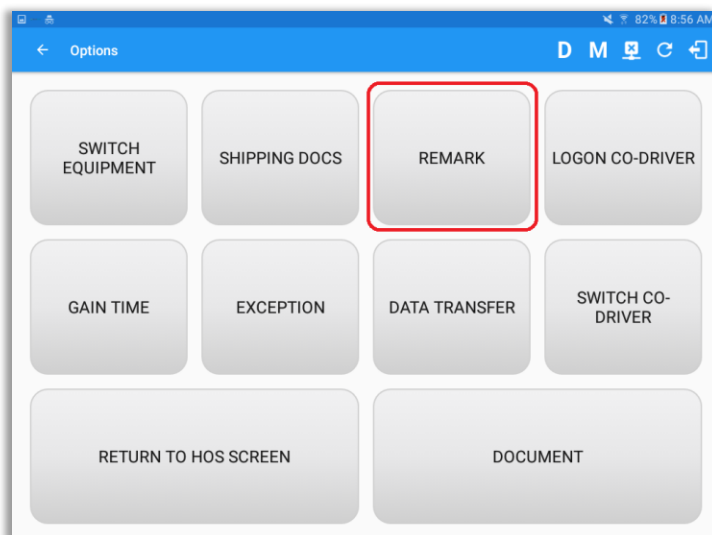 82% 8:56 AM
Options D M
SWITCH
EQUIPMENT
SHIPPING DOCS
REMARK
LOGON CO-DRIVER
GAIN TIME
EXCEPTION
DATA TRANSFER
SWITCH CO-
DRIVER
RETURN TO HOS SCREEN
DOCUMENT